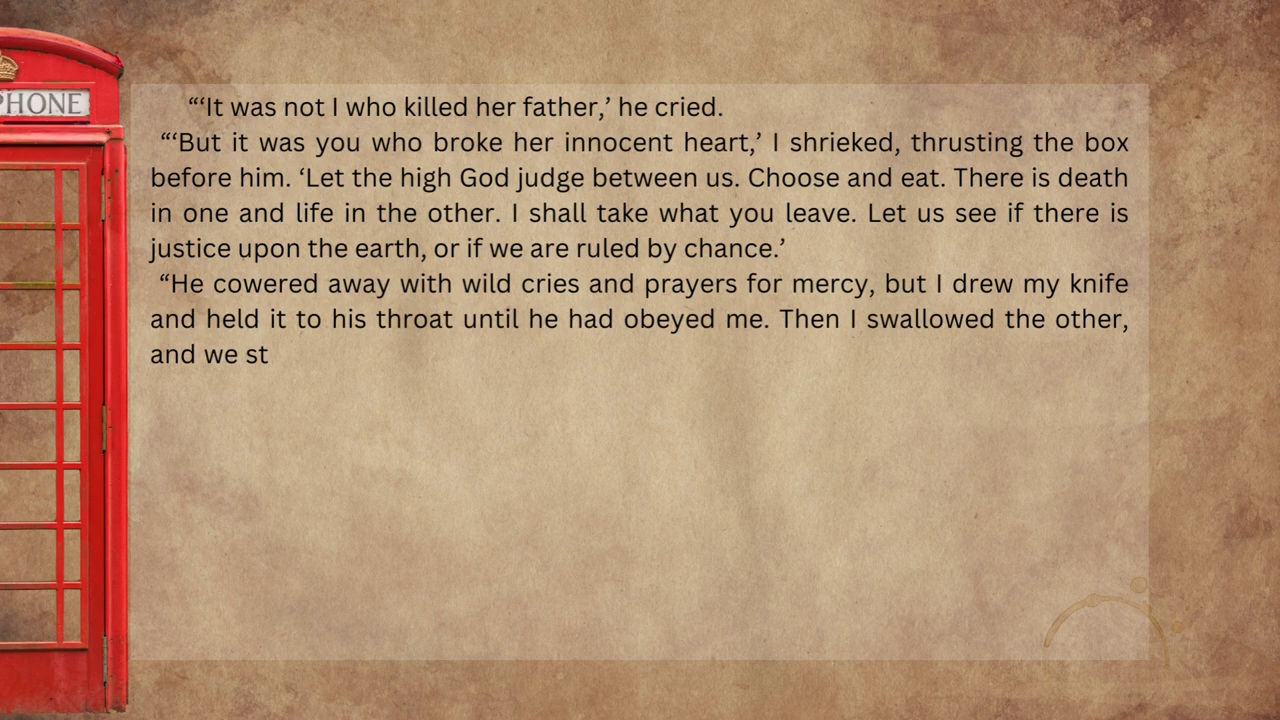 PHONE
“‘It was not I who killed her father,’ he cried.
“‘But it was you who broke her innocent heart,’ I shrieked, thrusting the box
before him. ‘Let the high God judge between us. Choose and eat. There is death
in one and life in the other. I shall take what you leave. Let us see if there is
justice upon the earth, or if we are ruled by chance.’
“He cowered away with wild cries and prayers for mercy, but I drew my knife
and held it to his throat until he had obeyed me. Then I swallowed the other,
and we st